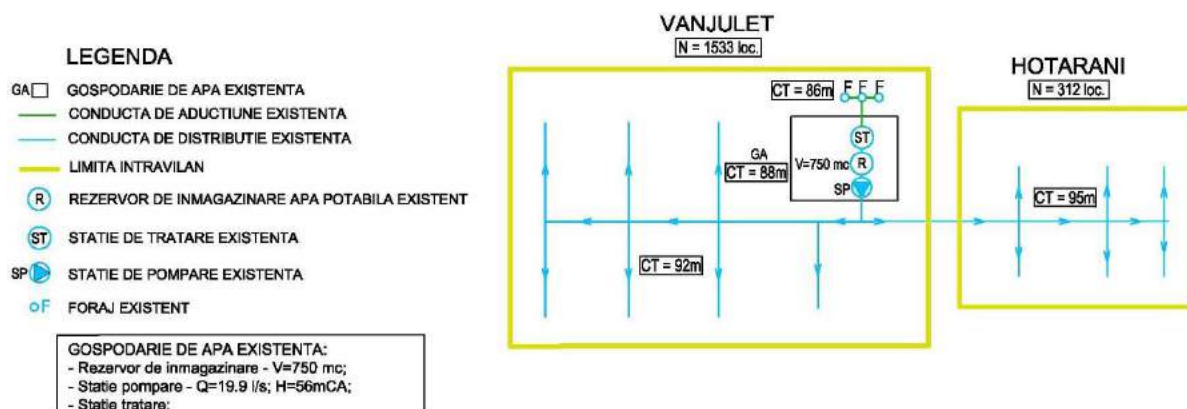 LEGENDA
GA GOSPODARIE DE APA EXISTENTA
CONDUCTA DE ADUCTIUNE EXISTENTA
CONDUCTA DE DISTRIBUTIE EXISTENTA
LIMITA INTRAVILAN
R REZERVOR DE INMAGAZINARE APA POTABILA EXISTENT
ST STATIE DE TRATARE EXISTENTA
SP STATIE DE POMPARE EXISTENTA
F FORAJ EXISTENT
GOSPODARIE DE APA EXISTENTA:
- Rezervor de inmagazinare - V=750 mc;
- Statie pompare - Q=19.9 l/s; H=56mCA;
- Statie tratare;
VANJULET
N = 1533 loc.
CT = 86m
F F F
ST
GA
CT = 88m
V=750 mc R
SP
CT = 92m
HOTARANI
N = 312 loc.
CT = 95m